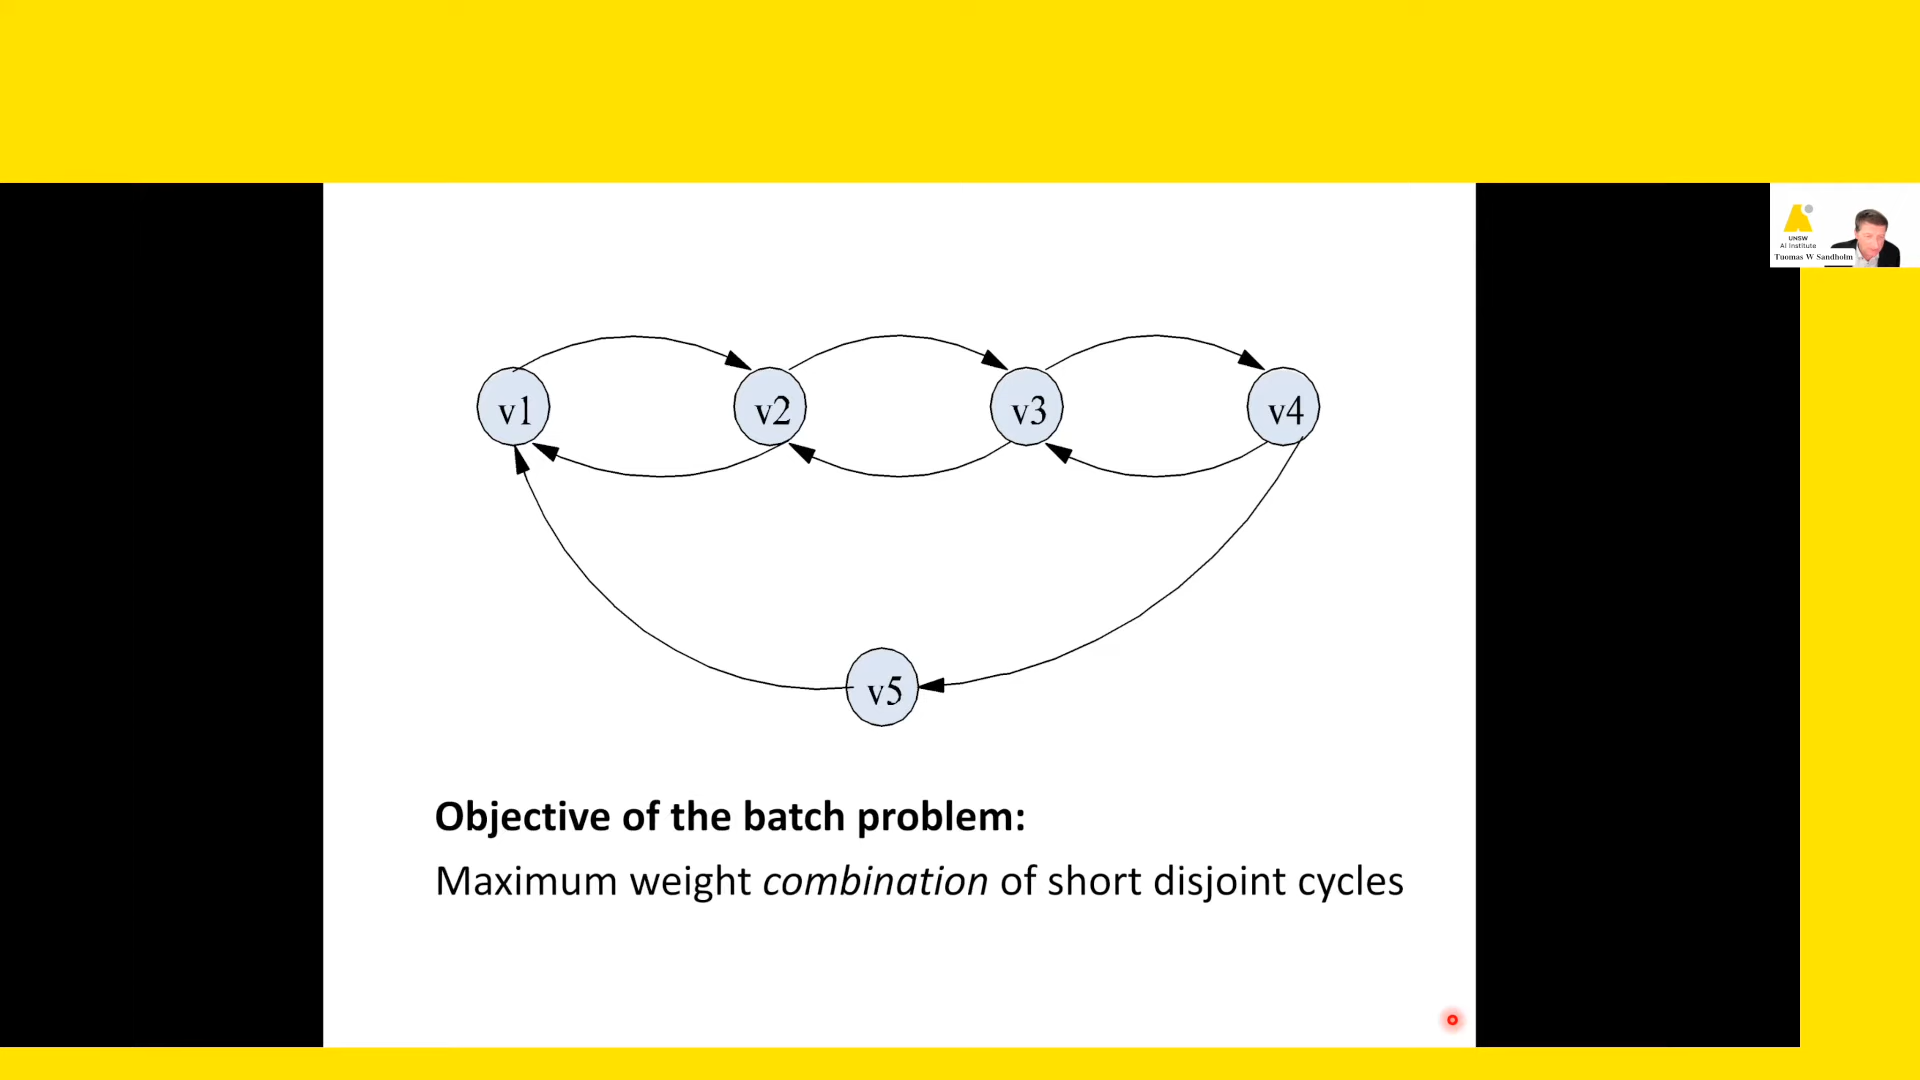 UNSW
AI Institute
Tuomas W Sandholm
v1
v2
v3
v4
v5
Objective of the batch problem:
Maximum weight combination of short disjoint cycles